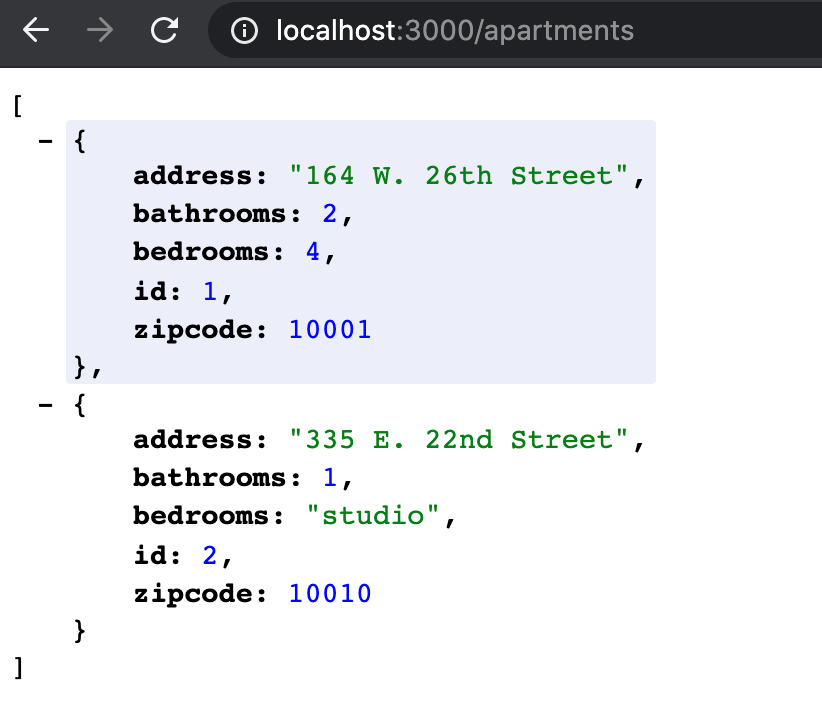 localhost:3000/apartments
[
- {
address: "164 W. 26th Street",
bathrooms: 2,
bedrooms: 4,
id: 1,
zipcode: 10001
},
- {
address: "335 E. 22nd Street",
bathrooms: 1,
bedrooms: "studio",
id: 2,
zipcode: 10010
}
]